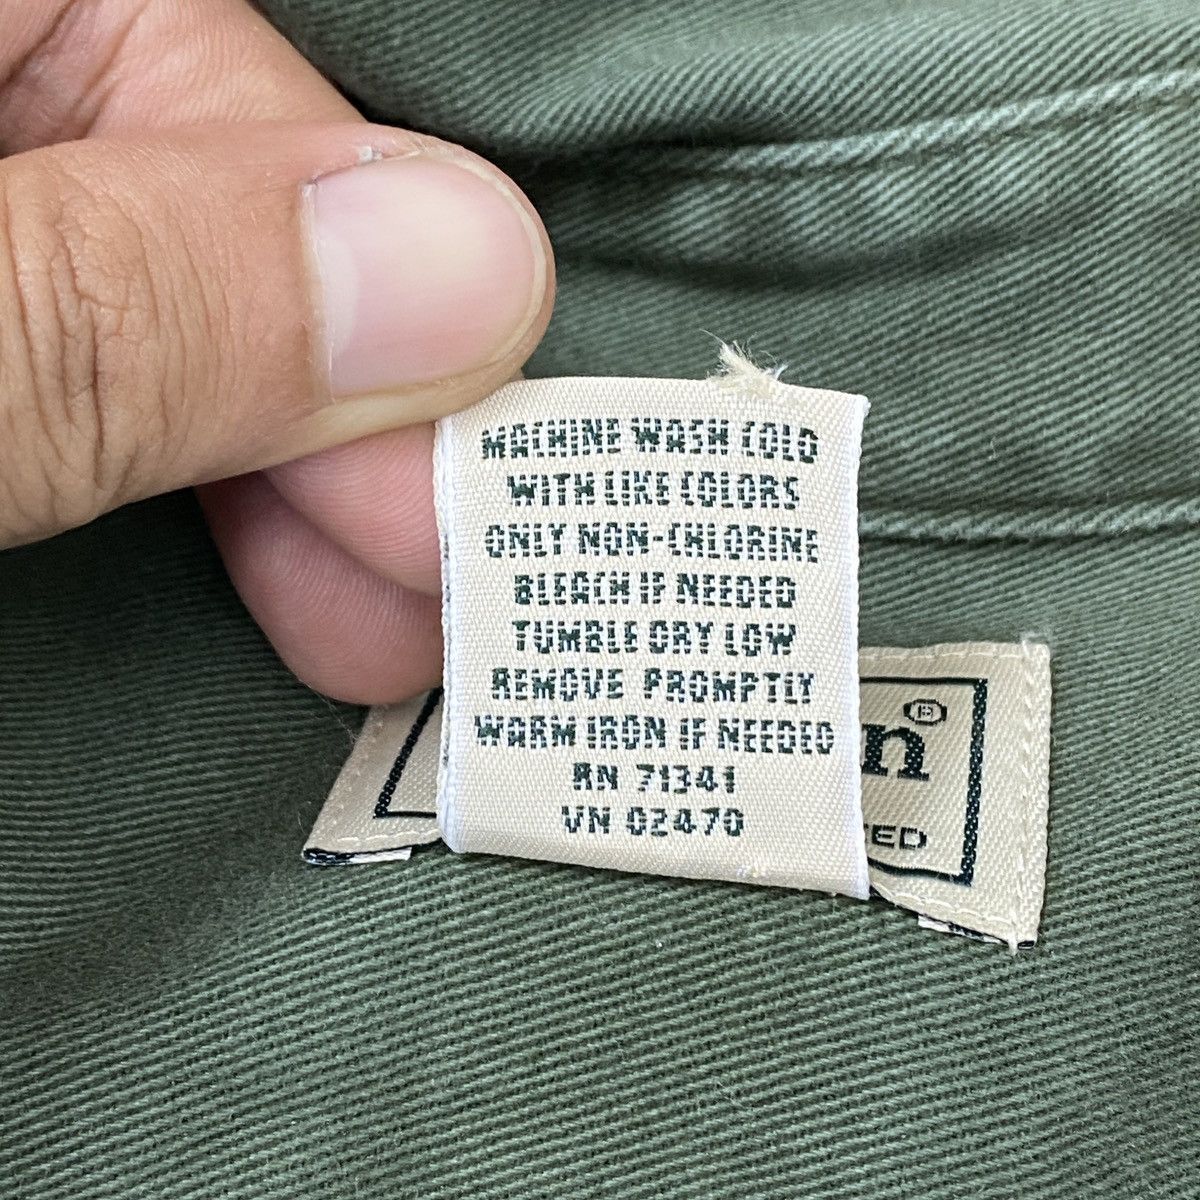 MACHINE WASH COLD
WITH LIKE COLORS
ONLY NON-CHLORINE
BLEACH IF NEEDED
TUMBLE DRY LOW
REMOVE PROMPTLY
WARM IRON IF NEEDED
RN 71341
VN 02470
n®
ED